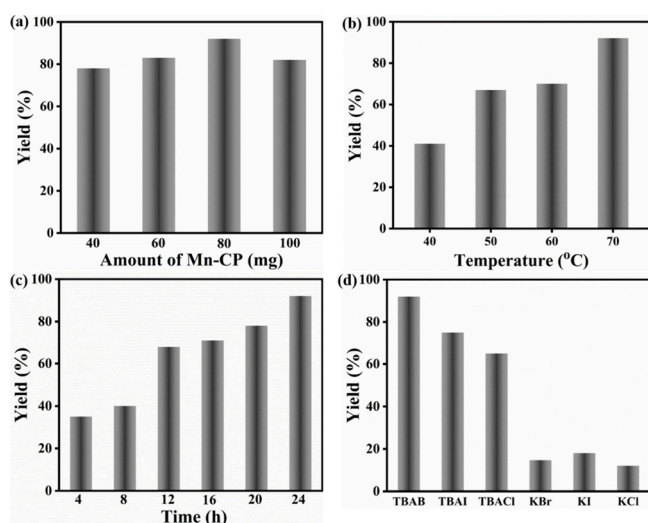 (a)
Yield (%)
100
80
60
40
20
0
40 60 80 100
Amount of Mn-CP (mg)
(b)
Yield (%)
100
80
60
40
20
0
40 50 60 70
Temperature (⁰C)
(c)
Yield (%)
100
80
60
40
20
0
4 8 12 16 20 24
Time (h)
(d)
Yield (%)
100
80
60
40
20
0
TBAB TBAI TBACl KBr KI KCl